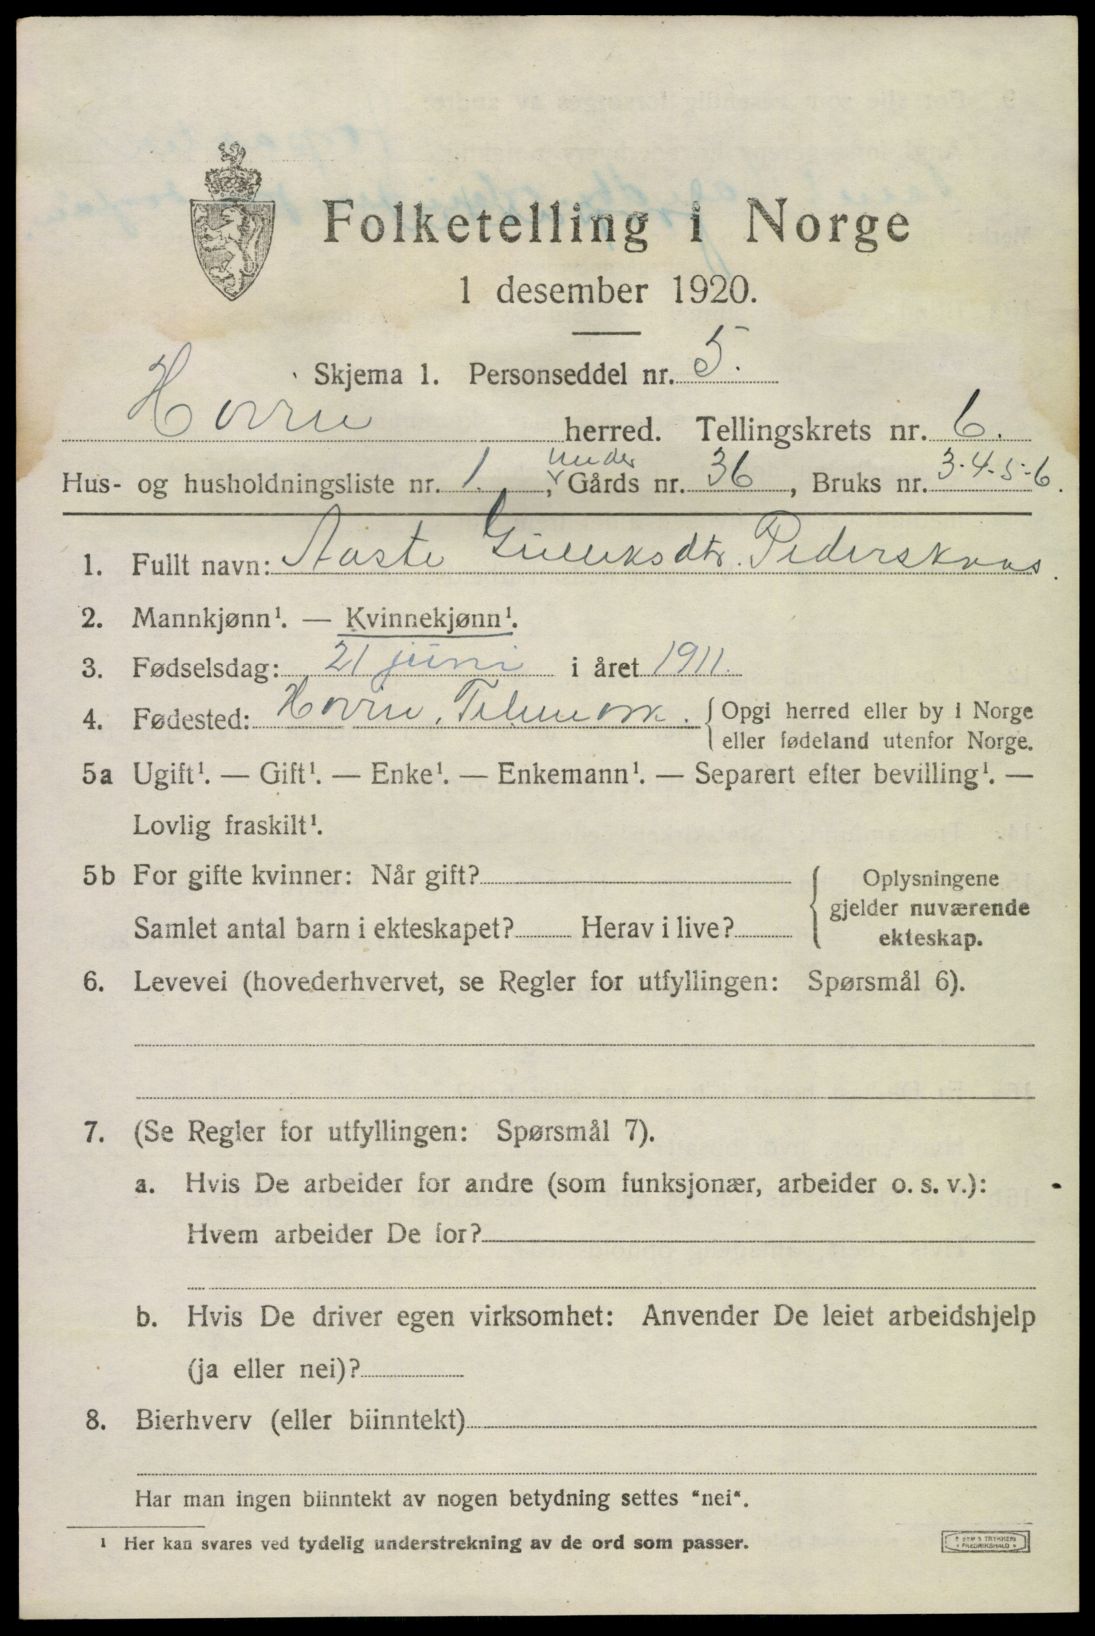 Folketelling i Norge
1 desember 1920.
Skjema 1. Personseddel nr. 5.
Hovin herred. Tellingskrets nr. 6.
Hus- og husholdningsliste nr. 1. under, Gårds nr. 36, Bruks nr. 3-4-5-6.
1. Fullt navn: Aaste Gulleiksdtr. Pederskaas.
2. Mannkjønn¹. — Kvinnekjønn¹.
3. Fødselsdag: 21 juni i året 1911.
4. Fødested: Hovin, Telemark. { Opgi herred eller by i Norge
eller fødeland utenfor Norge.
5a Ugift¹. — Gift¹. — Enke¹. — Enkemann¹. — Separert efter bevilling¹. —
Lovlig fraskilt¹.
5b For gifte kvinner: Når gift? { Oplysningene
gjelder nuværende
Samlet antal barn i ekteskapet? Herav i live? ekteskap.
6. Levevei (hovederhvervet, se Regler for utfyllingen: Spørsmål 6).
7. (Se Regler for utfyllingen: Spørsmål 7).
a. Hvis De arbeider for andre (som funksjonær, arbeider o. s. v.):
Hvem arbeider De for?
b. Hvis De driver egen virksomhet: Anvender De leiet arbeidshjelp
(ja eller nei)?
8. Bierhverv (eller biinntekt)
Har man ingen biinntekt av nogen betydning settes "nei".
¹ Her kan svares ved tydelig understrekning av de ord som passer.